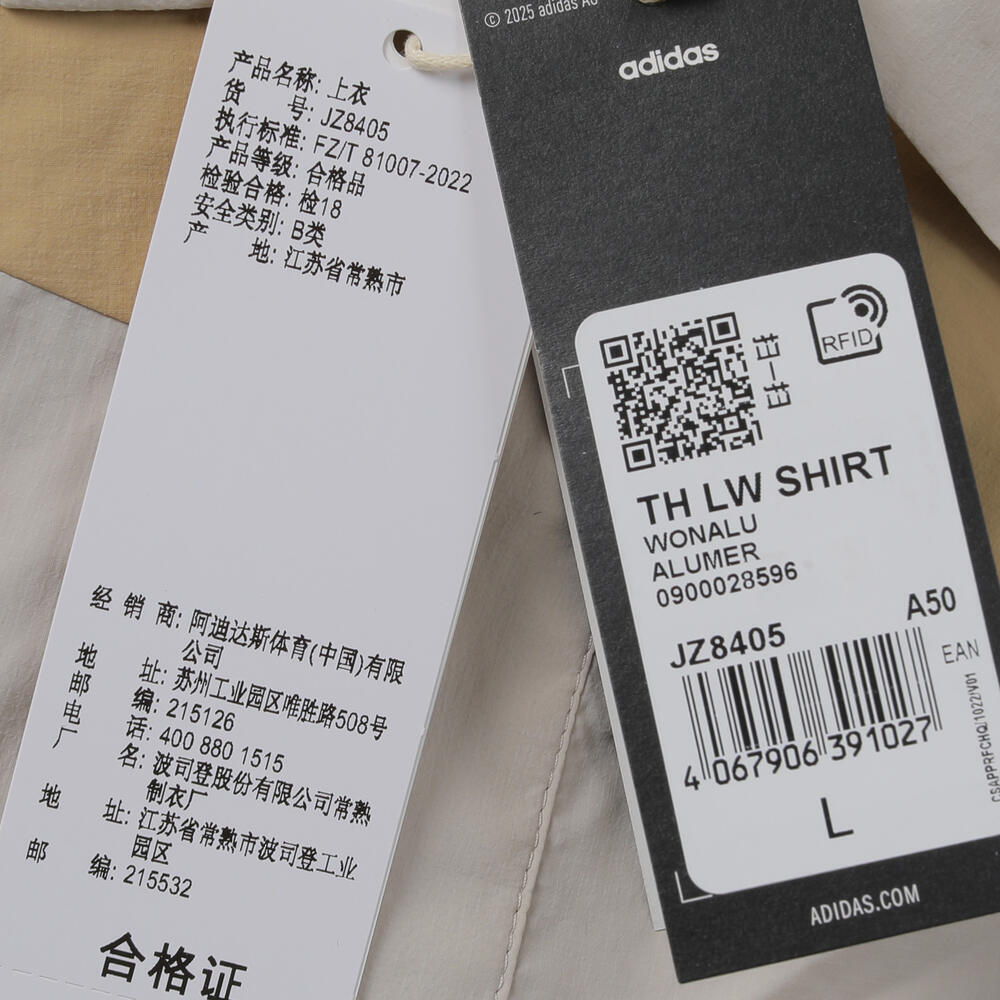 产品名称: 上衣
货 号: JZ8405
执行标准: FZ/T 81007-2022
产品等级: 合格品
检验合格: 检18
安全类别: B类
产 地: 江苏省常熟市
经 销 商: 阿迪达斯体育(中国)有限
公司
地 址: 苏州工业园区唯胜路508号
邮 编: 215126
电 话: 400 880 1515
厂 名: 波司登股份有限公司常熟
制衣厂
地 址: 江苏省常熟市波司登工业
园区
邮 编: 215532
合格证
© 2025 adidas AG
adidas
RFID
TH LW SHIRT
WONALU
ALUMER
0900028596
JZ8405
A50
EAN
4 067906 391027
CSAPPRFCHQ/1022/V01
L
ADIDAS.COM